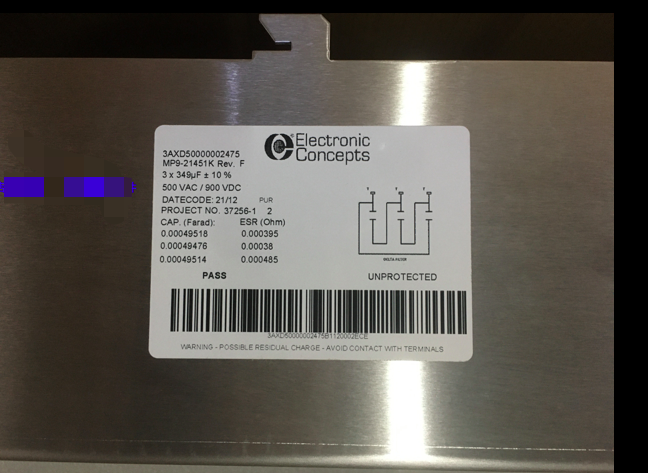 Electronic
Concepts
3AXD50000002475
MP9-21451K Rev. F
3 x 349µF ± 10 %
500 VAC / 900 VDC
DATECODE: 21/12 PUR
PROJECT NO. 37256-1 2
CAP. (Farad): ESR (Ohm)
0.00049518 0.000395
0.00049476 0.00038
0.00049514 0.000485
PASS
UNPROTECTED
3AXD50000002475B1120002ECE
WARNING - POSSIBLE RESIDUAL CHARGE - AVOID CONTACT WITH TERMINALS